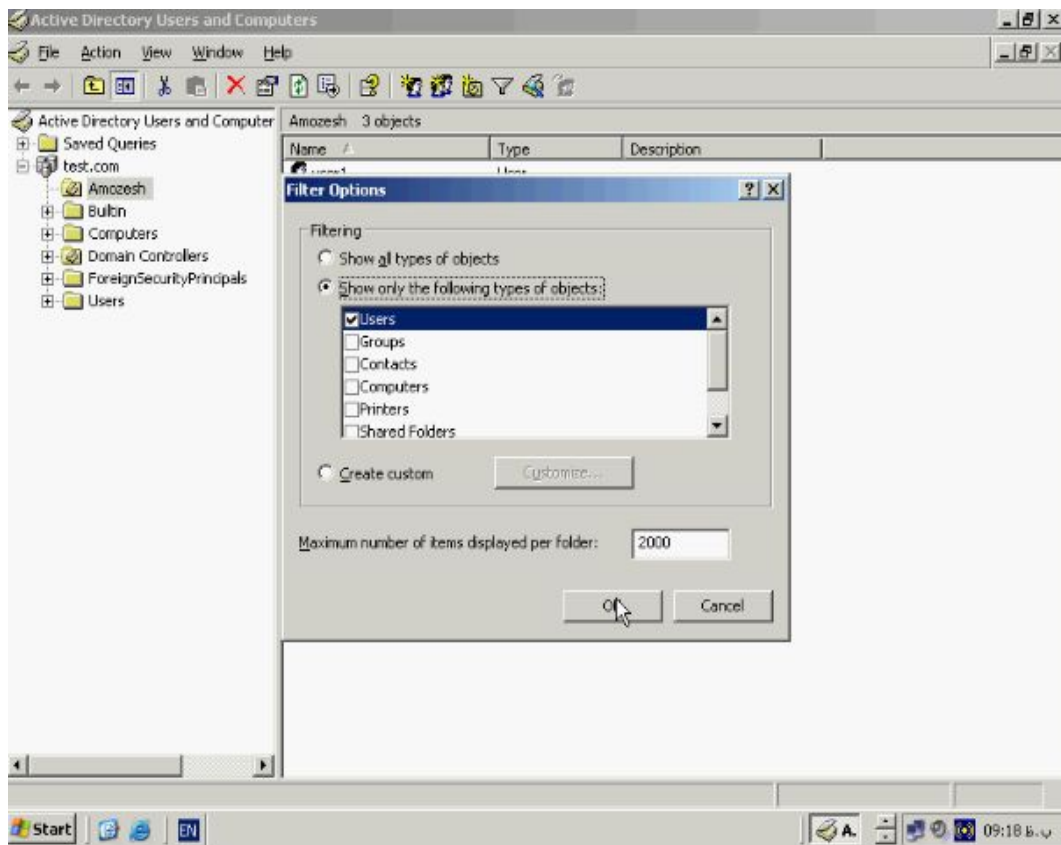 Active Directory Users and Computers
File Action View Window Help
Active Directory Users and Computer
Amozesh 3 objects
Saved Queries
Name Type Description
test.com
user1 User
Amozesh
Builtin
Computers
Domain Controllers
ForeignSecurityPrincipals
Users
Filter Options
Filtering
Show all types of objects
Show only the following types of objects:
Users
Groups
Contacts
Computers
Printers
Shared Folders
Create custom Customize...
Maximum number of items displayed per folder: 2000
OK Cancel
Start EN A. 09:18 ب.ظ